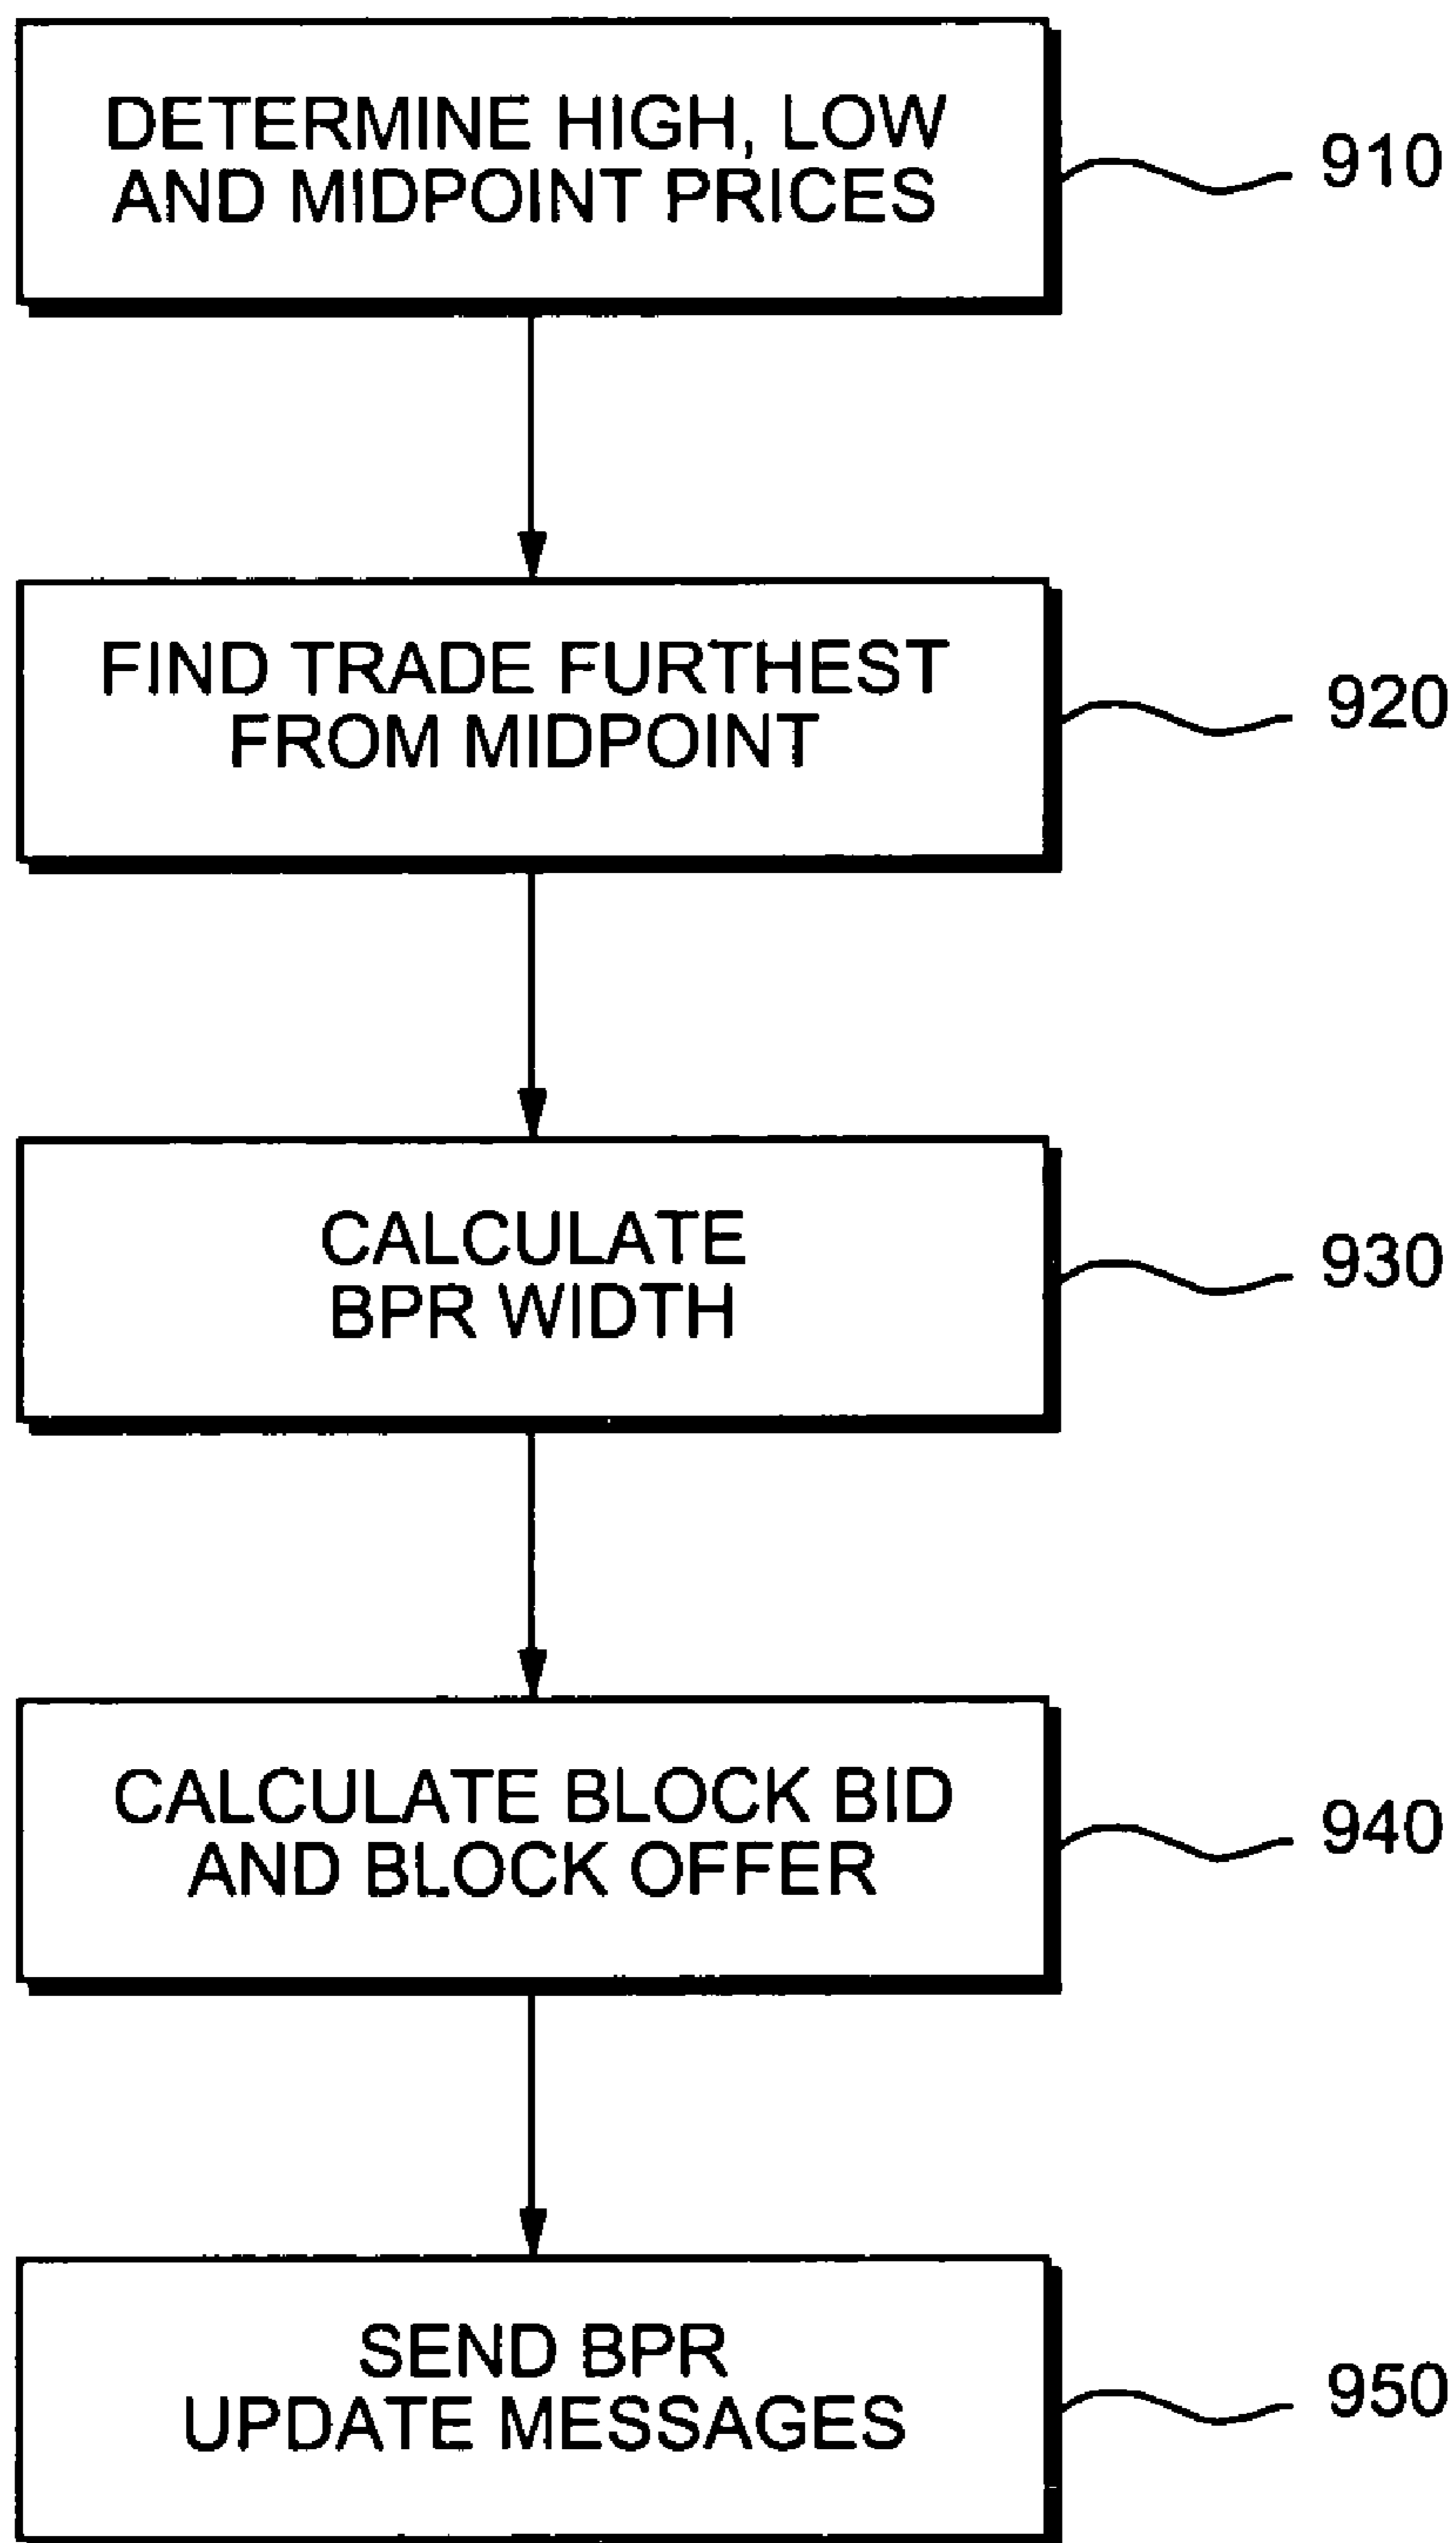 DETERMINE HIGH, LOW
AND MIDPOINT PRICES
910
FIND TRADE FURTHEST
FROM MIDPOINT
920
CALCULATE
BPR WIDTH
930
CALCULATE BLOCK BID
AND BLOCK OFFER
940
SEND BPR
UPDATE MESSAGES
950